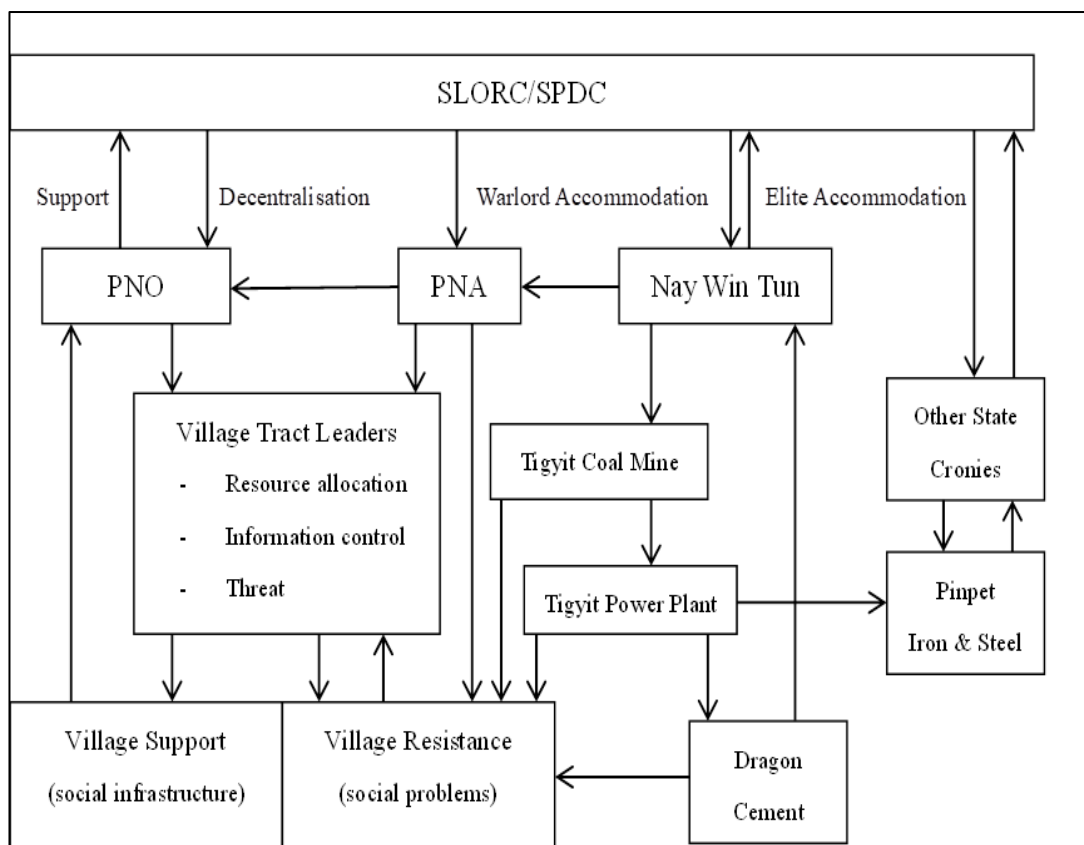 SLORC/SPDC
Support
Decentralisation
Warlord Accommodation
Elite Accommodation
PNO
PNA
Nay Win Tun
Village Tract Leaders
- Resource allocation
- Information control
- Threat
Tigyit Coal Mine
Other State
Cronies
Tigyit Power Plant
Pinpet
Iron & Steel
Village Support
(social infrastructure)
Village Resistance
(social problems)
Dragon
Cement